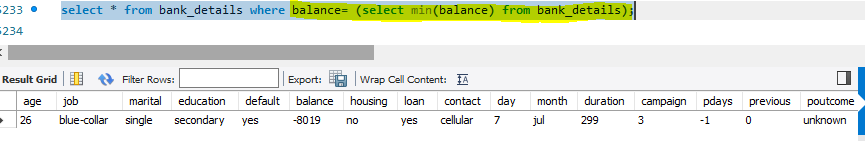 5233 select * from bank_details where balance= (select min(balance) from bank_details);
5234
Result Grid Filter Rows: Export: Wrap Cell Content: IA
age job marital education default balance housing loan contact day month duration campaign pdays previous poutcome
26 blue-collar single secondary yes -8019 no yes cellular 7 jul 299 3 -1 0 unknown